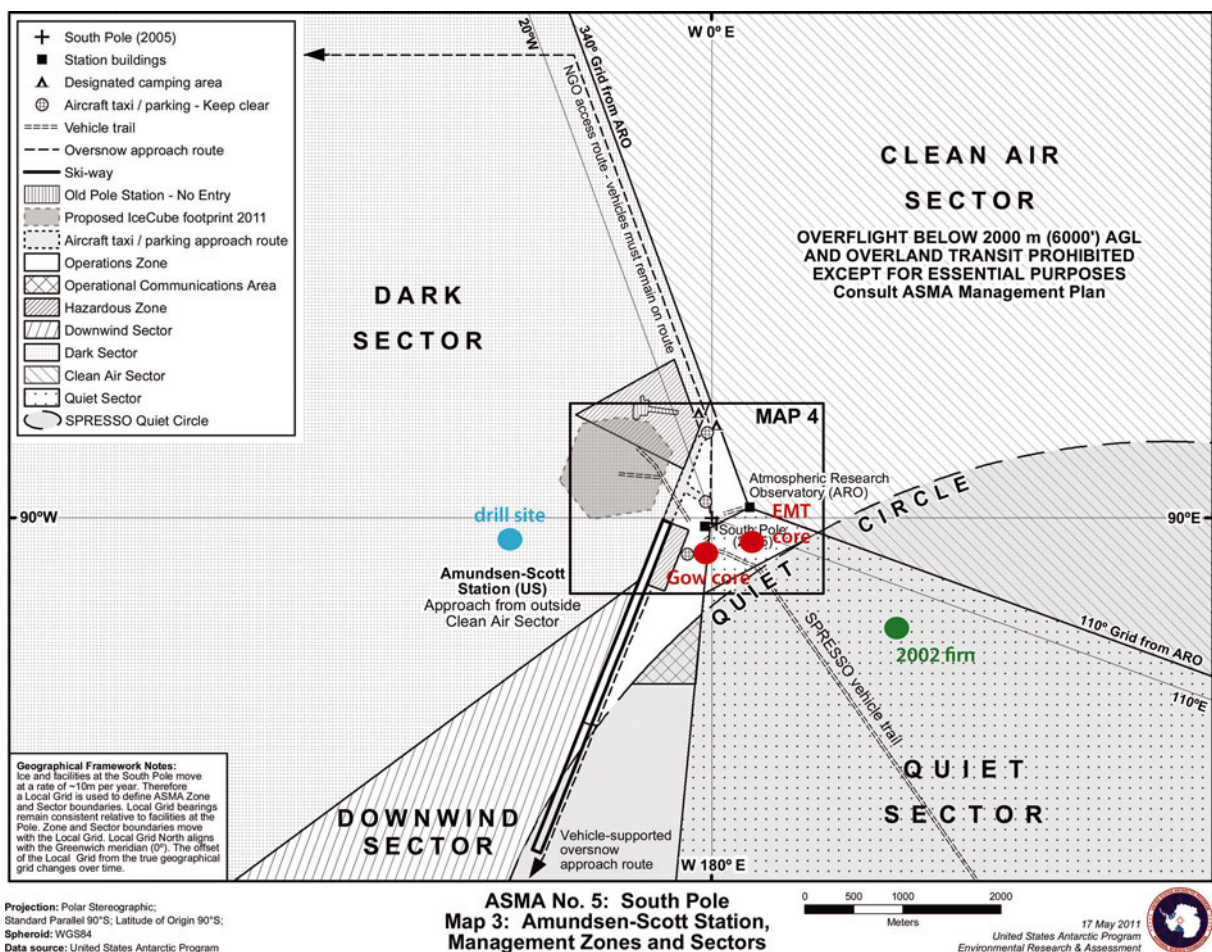 South Pole (2005)
Station buildings
Designated camping area
Aircraft taxi / parking - Keep clear
Vehicle trail
Oversnow approach route
Ski-way
Old Pole Station - No Entry
Proposed IceCube footprint 2011
Aircraft taxi / parking approach route
Operations Zone
Operational Communications Area
Hazardous Zone
Downwind Sector
Dark Sector
Clean Air Sector
Quiet Sector
SPRESSO Quiet Circle
20°W
340° Grid from ARO
NGO access route - vehicles must remain on route
W 0° E
CLEAN AIR
SECTOR
OVERFLIGHT BELOW 2000 m (6000') AGL
AND OVERLAND TRANSIT PROHIBITED
EXCEPT FOR ESSENTIAL PURPOSES
Consult ASMA Management Plan
DARK
SECTOR
MAP 4
Atmospheric Research
Observatory (ARO)
90°W
drill site
EMT
core
South Pole
Gow core
QUIET CIRCLE
90°E
Amundsen-Scott
Station (US)
Approach from outside
Clean Air Sector
2002 firn
110° Grid from ARO
110°E
SPRESSO vehicle trail
QUIET
SECTOR
Geographical Framework Notes:
Ice and facilities at the South Pole move
at a rate of ~10m per year. Therefore
a Local Grid is used to define ASMA Zone
and Sector boundaries. Local Grid bearings
remain consistent relative to facilities at the
Pole. Zone and Sector boundaries move
with the Local Grid. Local Grid North aligns
with the Greenwich meridian (0°). The offset
of the Local Grid from the true geographical
grid changes over time.
DOWNWIND
SECTOR
Vehicle-supported
oversnow
approach route
W 180° E
Projection: Polar Stereographic;
Standard Parallel 90°S; Latitude of Origin 90°S;
Spheroid: WGS84
Data source: United States Antarctic Program
ASMA No. 5: South Pole
Map 3: Amundsen-Scott Station,
Management Zones and Sectors
0 500 1000 2000
Meters
17 May 2011
United States Antarctic Program
Environmental Research & Assessment